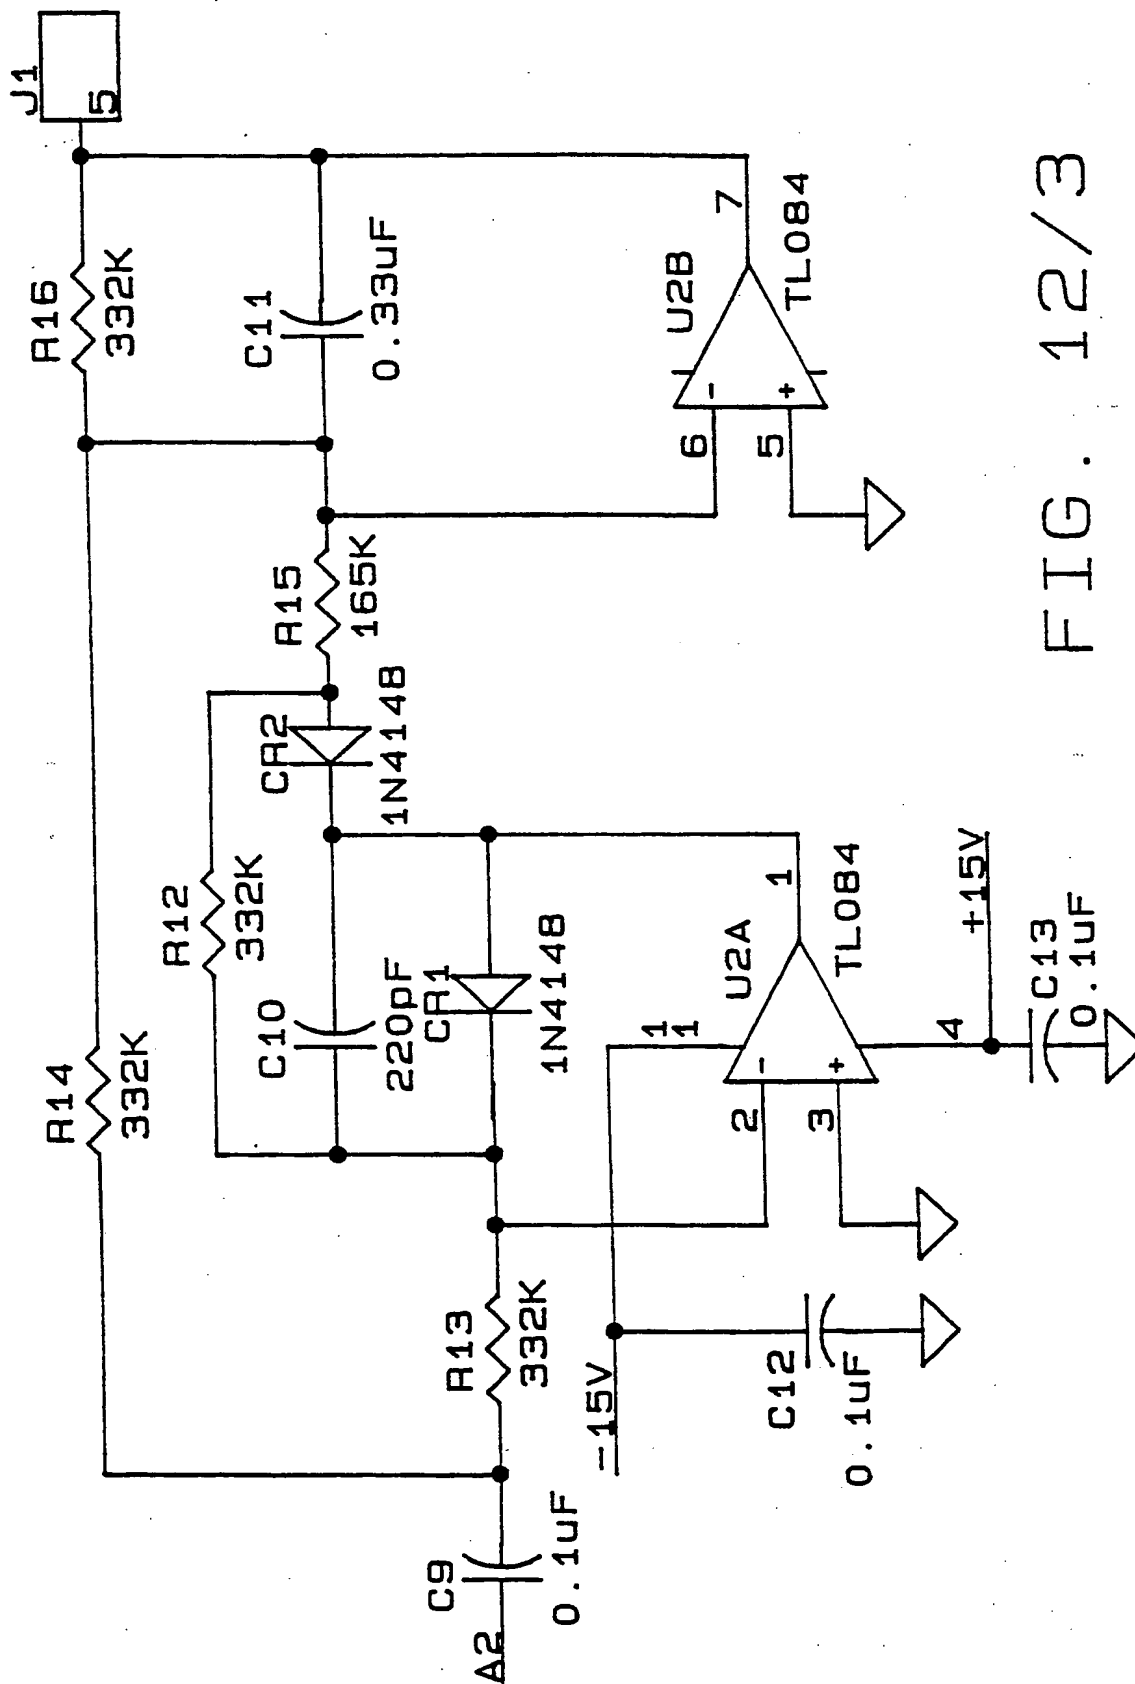 J1
R14
R16
5
332K
332K
R12
332K
C10
CR2
R15
C11
220pF
1N4148
165K
0.33uF
A2
C9
R13
CR1
332K
1N4148
0.1uF
-15V
11
U2A
U2B
2
1
6
7
C12
3
TL084
5
TL084
0.1uF
4
+15V
C13
0.1uF
FIG. 12/3